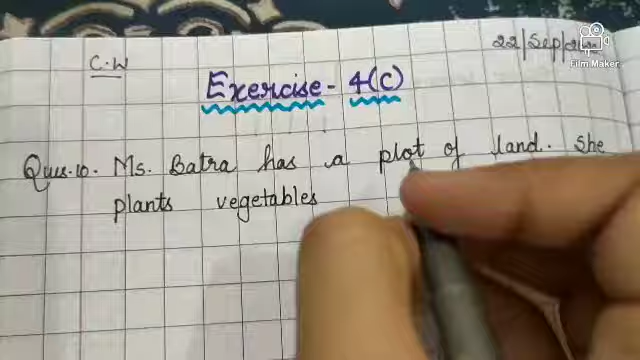 C.W
22/Sep/
Film Maker
Exercise - 4(C)
Ques.10. Ms. Batra has a plot of land. She
plants vegetables